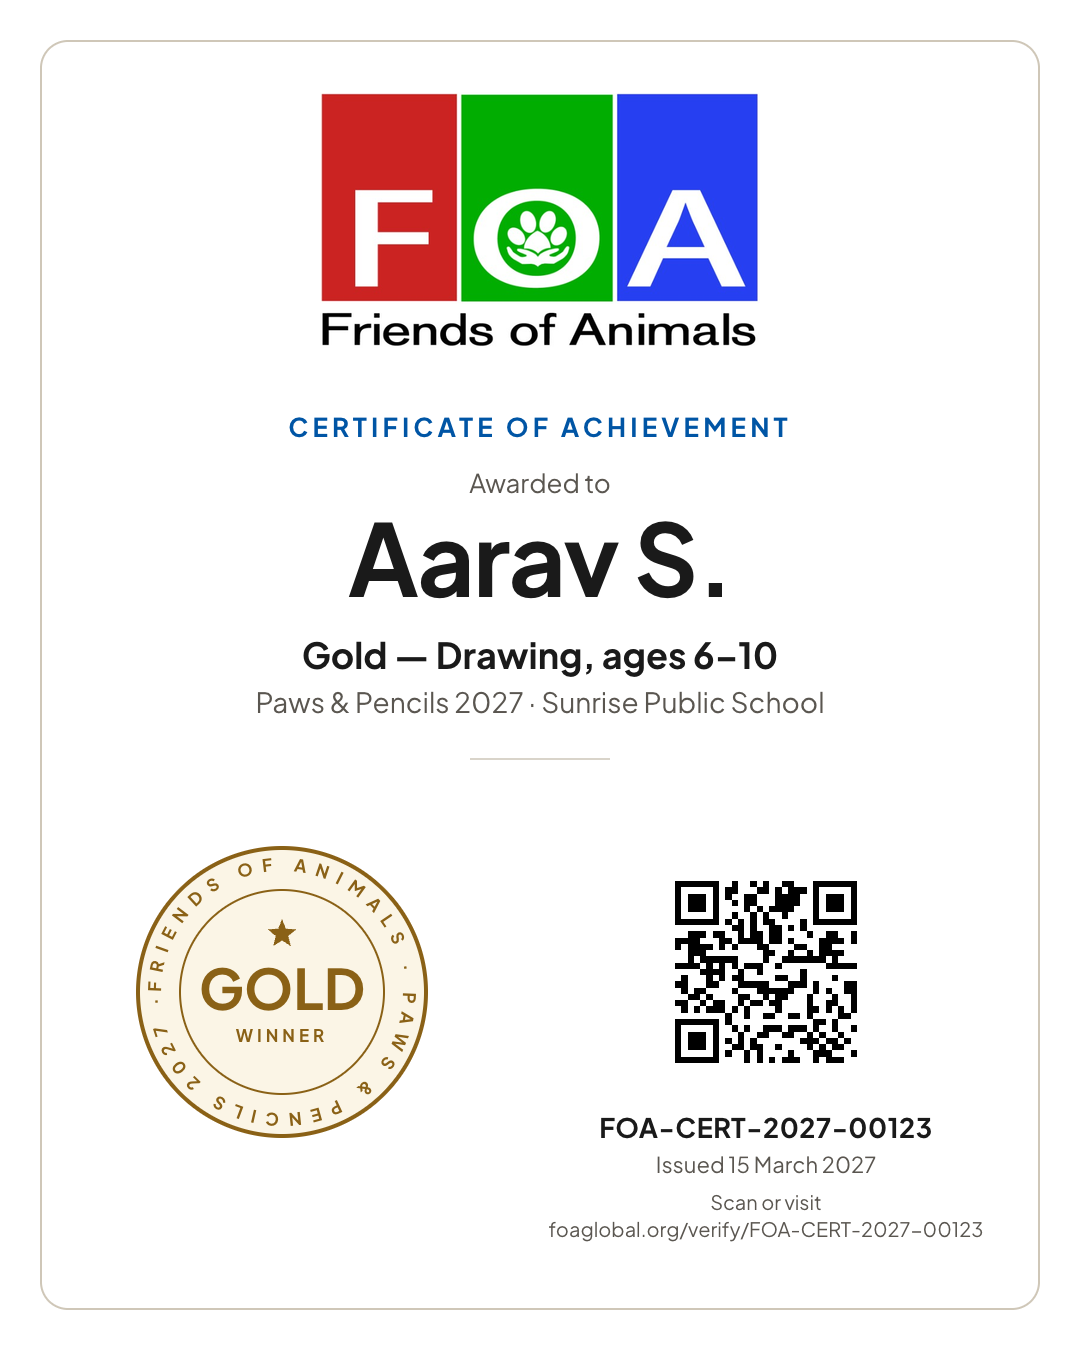 FOA
Friends of Animals
CERTIFICATE OF ACHIEVEMENT
Awarded to
Aarav S.
Gold — Drawing, ages 6–10
Paws & Pencils 2027 · Sunrise Public School
FRIENDS OF ANIMALS · PAWS & PENCILS 2027 ·
GOLD
WINNER
FOA-CERT-2027-00123
Issued 15 March 2027
Scan or visit
foaglobal.org/verify/FOA-CERT-2027-00123